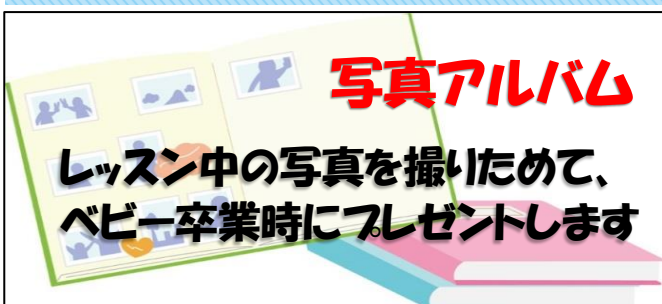 写真アルバム
レッスン中の写真を撮りためて、
ベビー卒業時にプレゼントします